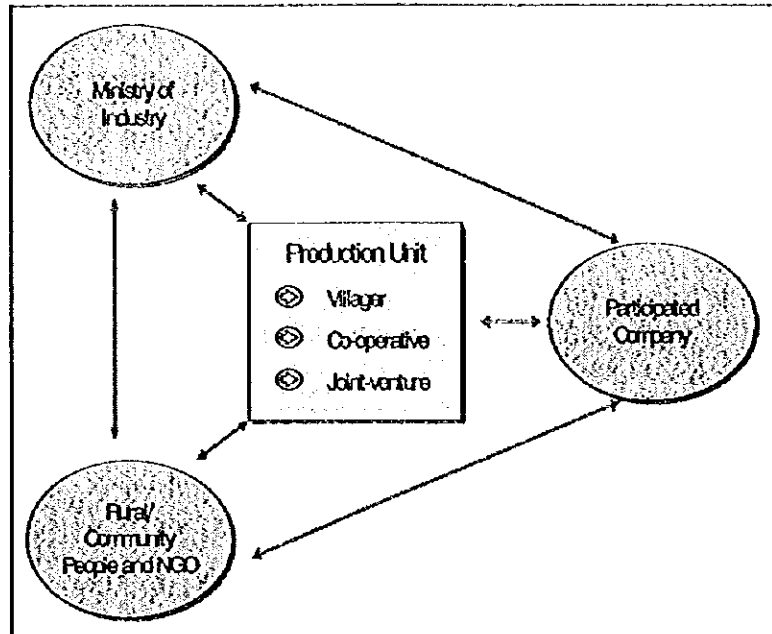 Ministry of
Industry
Production Unit
Villager
Co-operative
Joint-venture
Participated
Company
Rural/
Community
People and NGO